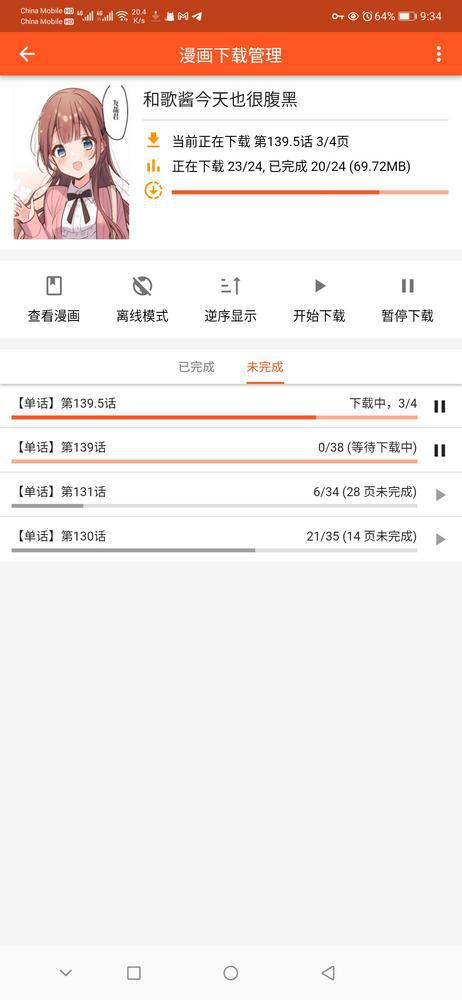 China Mobile HD
China Mobile HD
4G
4G
20.4
K/s
64%
9:34
漫画下载管理
友哉君
和歌酱今天也很腹黑
当前正在下载 第139.5话 3/4页
正在下载 23/24, 已完成 20/24 (69.72MB)
查看漫画
离线模式
逆序显示
开始下载
暂停下载
已完成
未完成
【单话】第139.5话
下载中，3/4
【单话】第139话
0/38 (等待下载中)
【单话】第131话
6/34 (28 页未完成)
【单话】第130话
21/35 (14 页未完成)